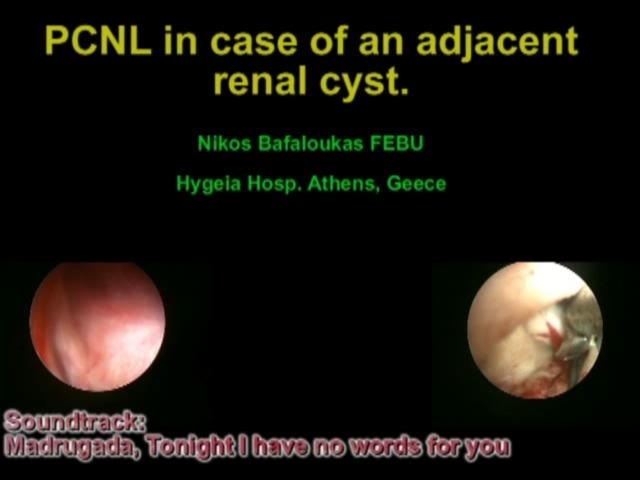 PCNL in case of an adjacent
renal cyst.
Nikos Bafaloukas FEBU
Hygeia Hosp. Athens, Geece
Soundtrack:
Madrugada, Tonight I have no words for you